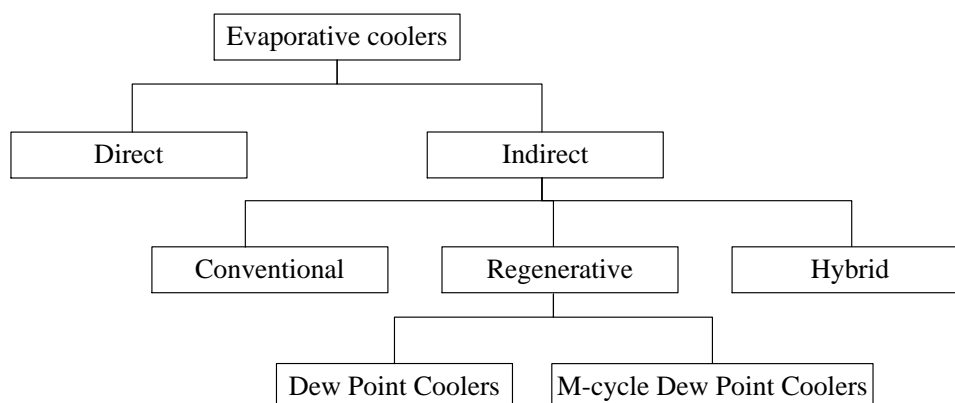 Evaporative coolers
Direct
Indirect
Conventional
Regenerative
Hybrid
Dew Point Coolers
M-cycle Dew Point Coolers